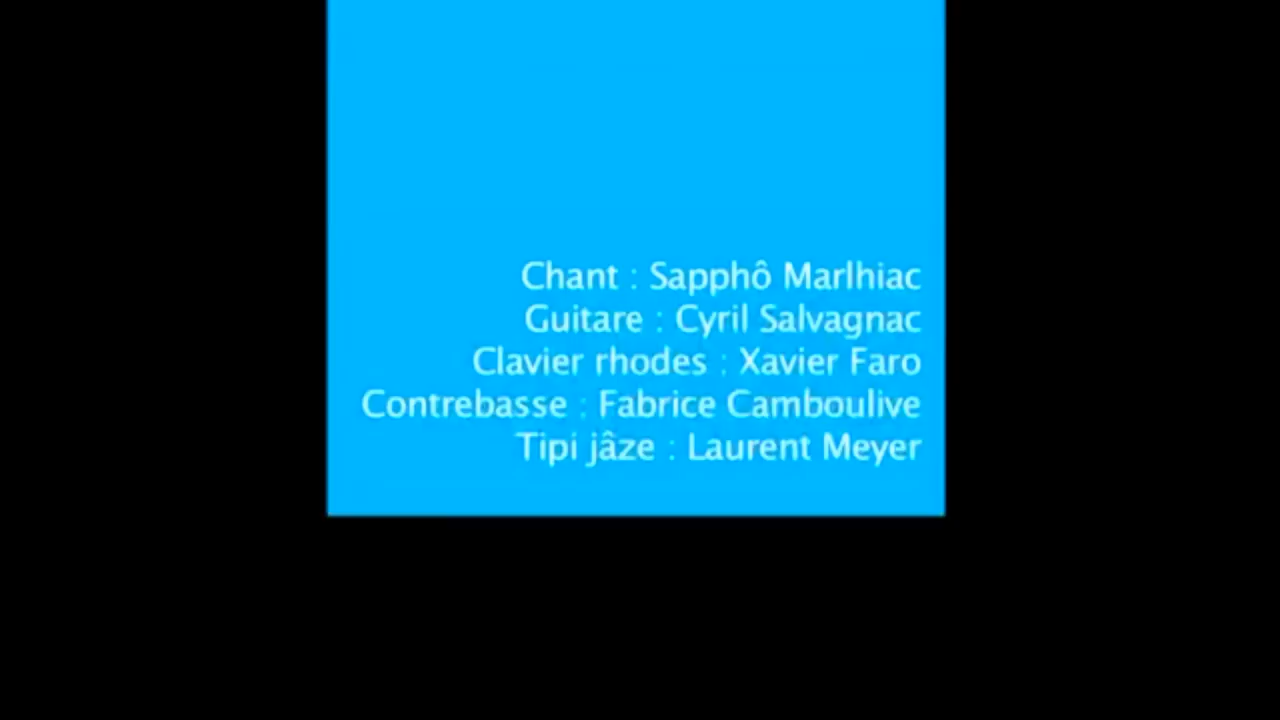 Chant : Sapphô Marlhiac
Guitare : Cyril Salvagnac
Clavier rhodes : Xavier Faro
Contrebasse : Fabrice Camboulive
Tipi jâze : Laurent Meyer